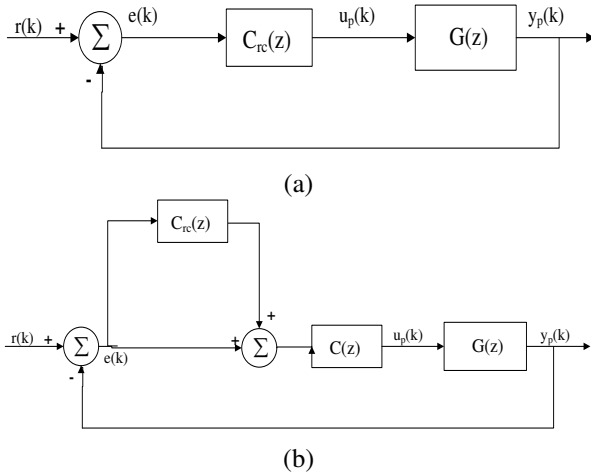 r(k) + Σ e(k) C_rc(z) u_p(k) G(z) y_p(k)
-
(a)
C_rc(z)
+
r(k) + Σ e(k) + Σ C(z) u_p(k) G(z) y_p(k)
-
(b)